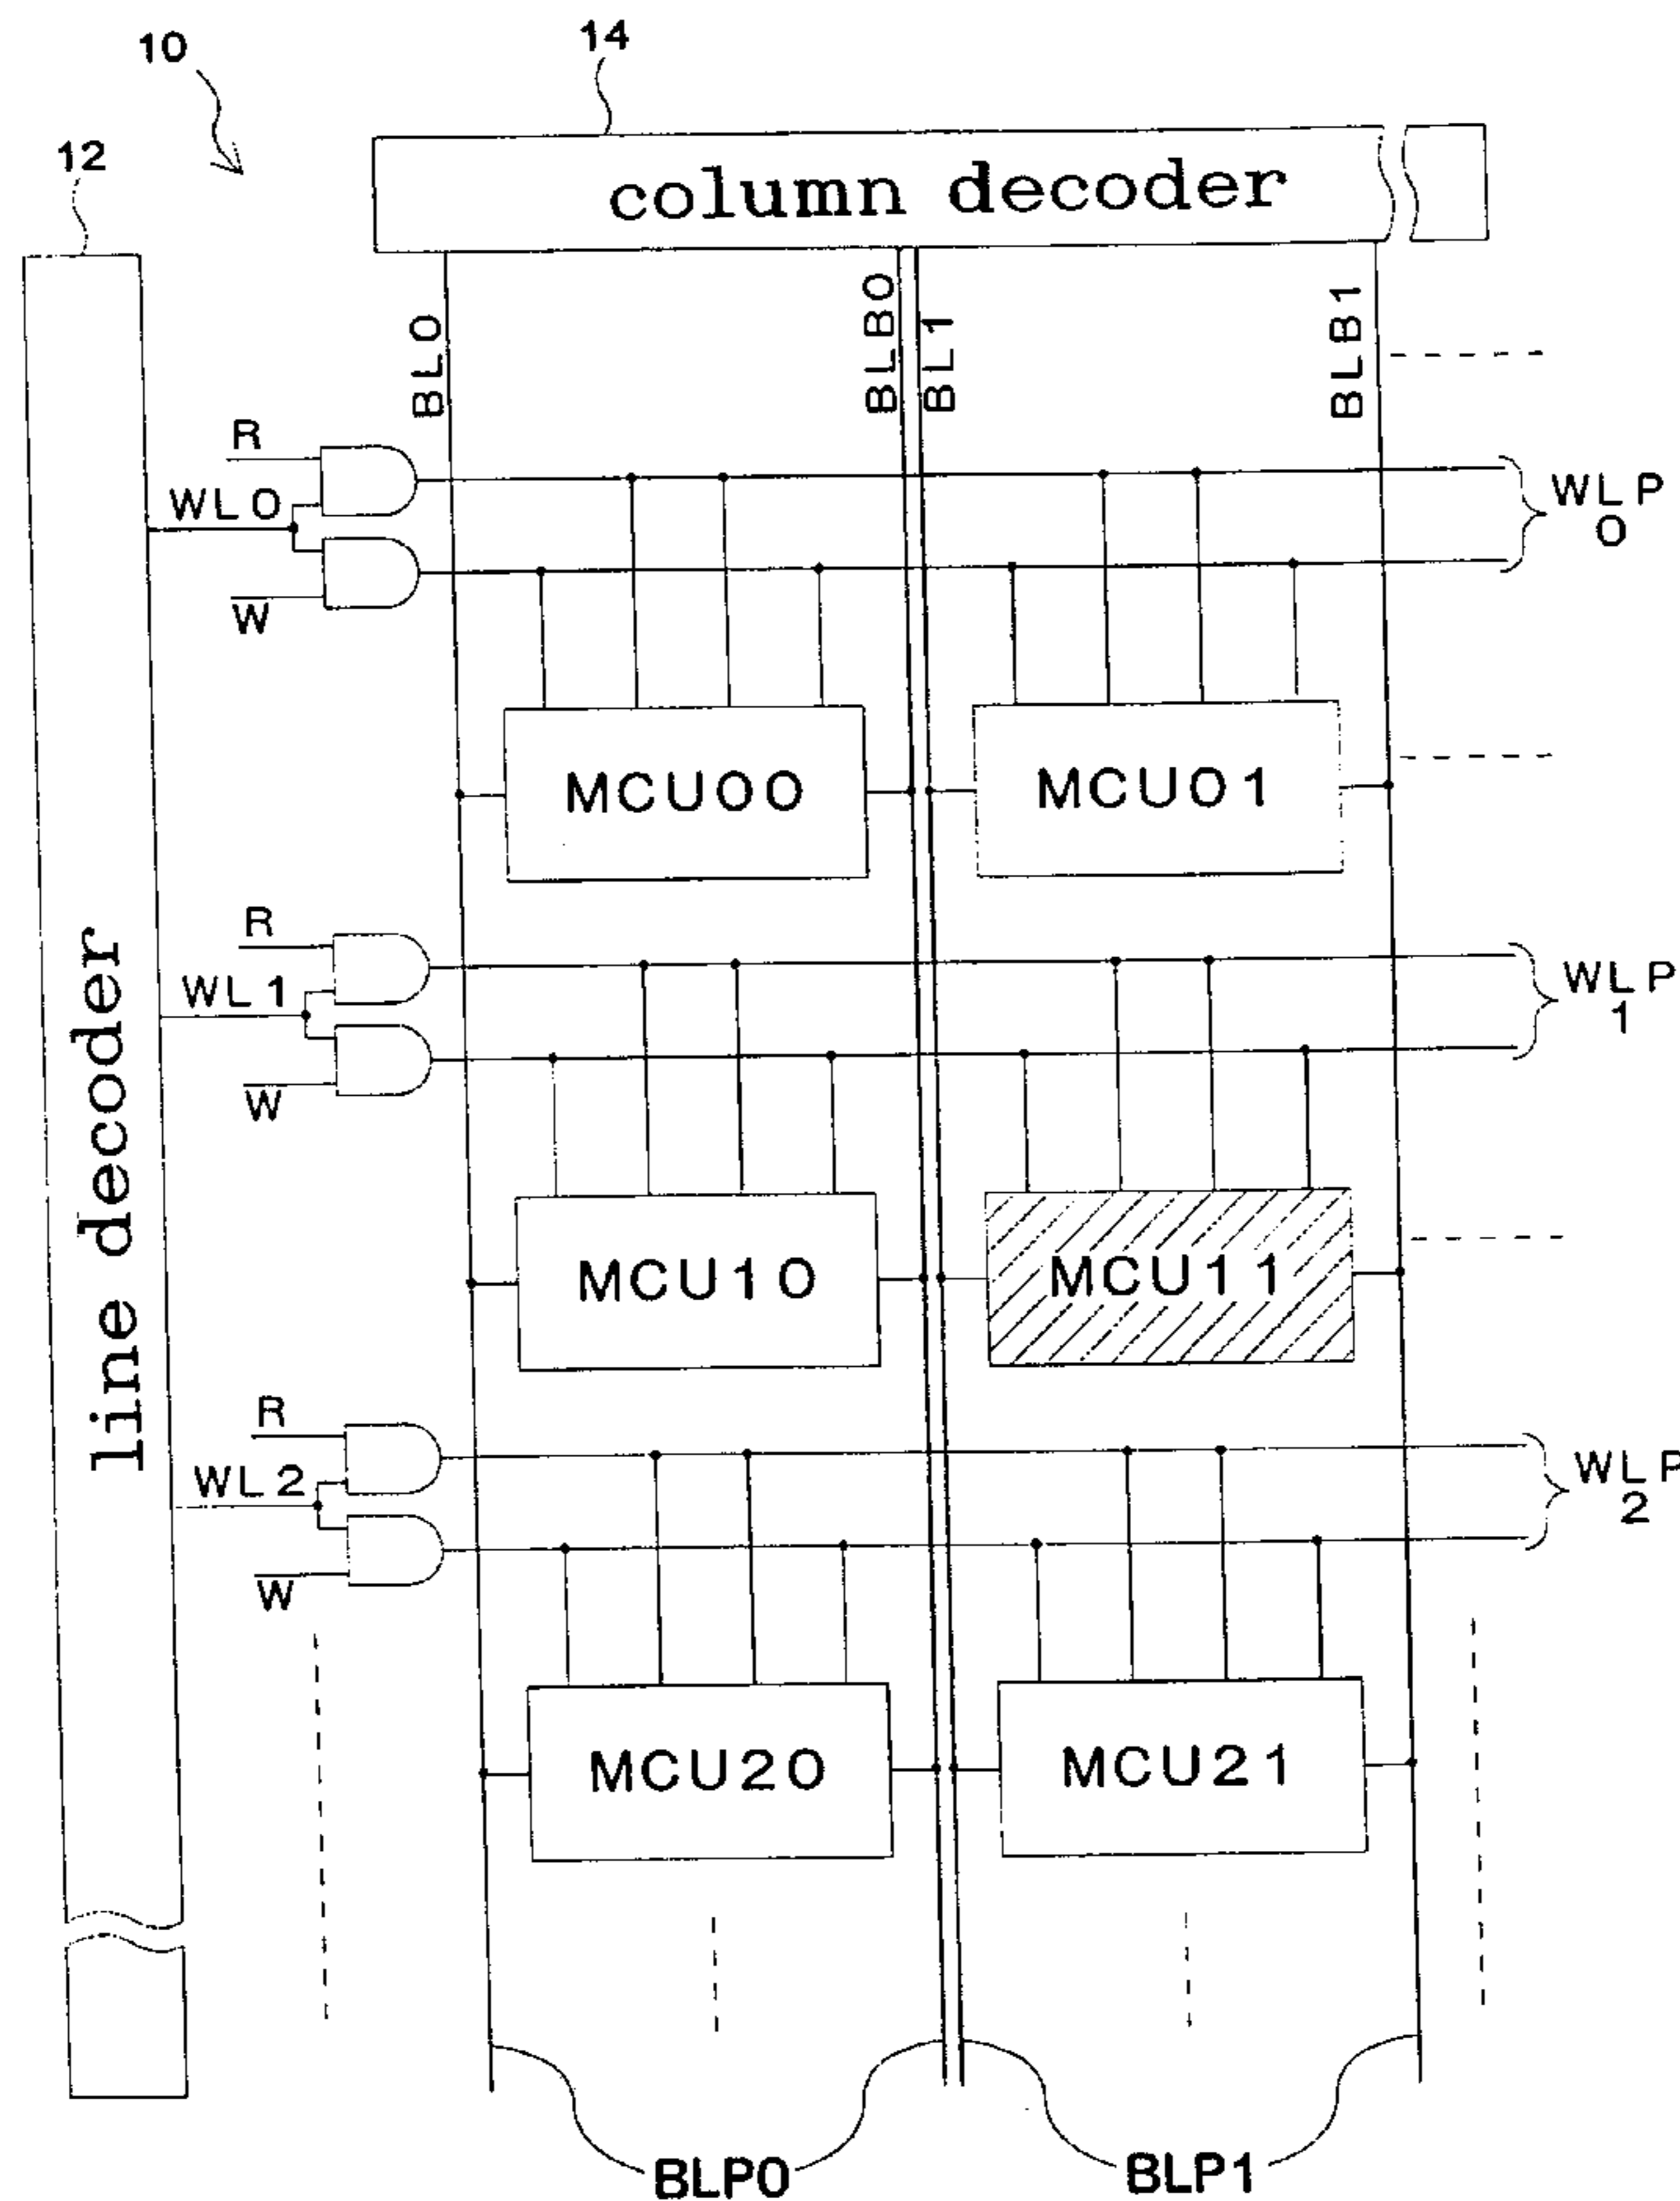 10
14
12
column decoder
BL0
BLB0
BL1
BLB1
R
WL0
W
WLP
0
MCU00
MCU01
line decoder
R
WL1
W
WLP
1
MCU10
MCU11
R
WL2
W
WLP
2
MCU20
MCU21
BLP0
BLP1